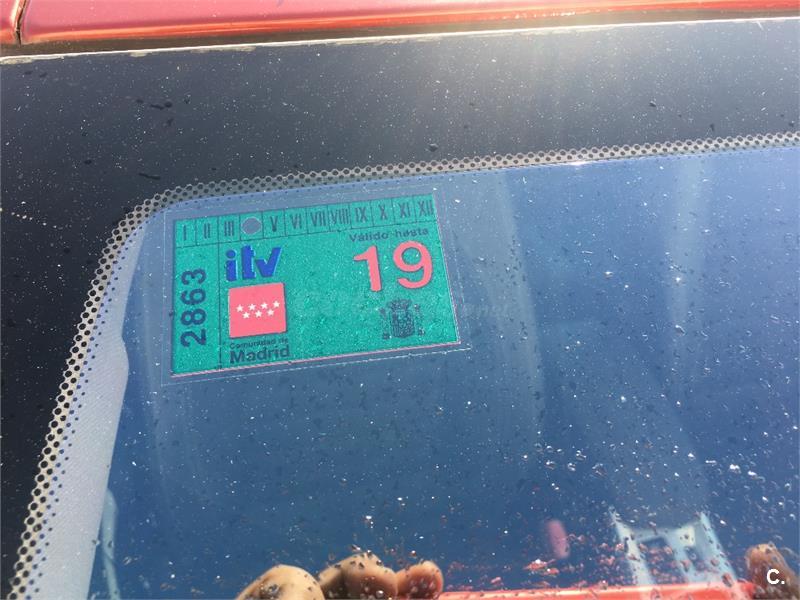 I II III V VI VII VIII IX X XI XII
Válido hasta
itv 19
2863
Comunidad de
Madrid
C.